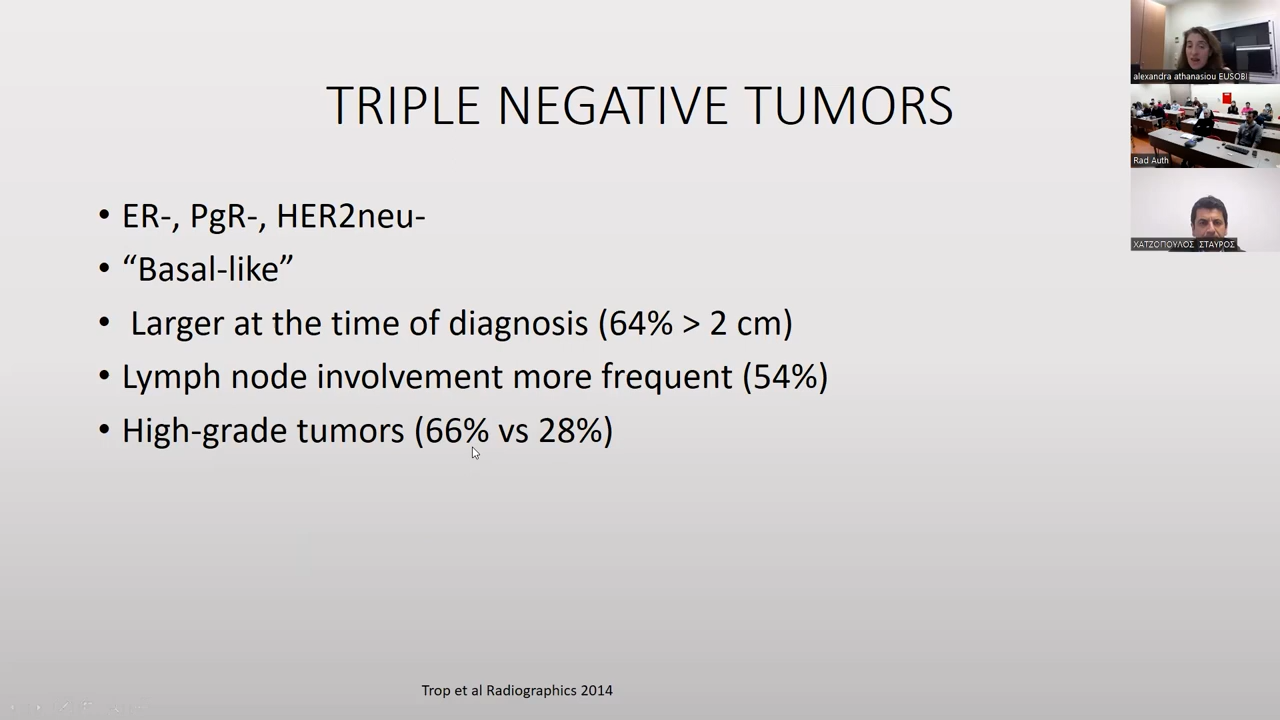 TRIPLE NEGATIVE TUMORS
• ER-, PgR-, HER2neu-
• “Basal-like”
• Larger at the time of diagnosis (64% > 2 cm)
• Lymph node involvement more frequent (54%)
• High-grade tumors (66% vs 28%)
Trop et al Radiographics 2014
alexandra athanasiou EUSOBI
Rad Auth
ΧΑΤΖΟΠΟΥΛΟΣ ΣΤΑΥΡΟΣ